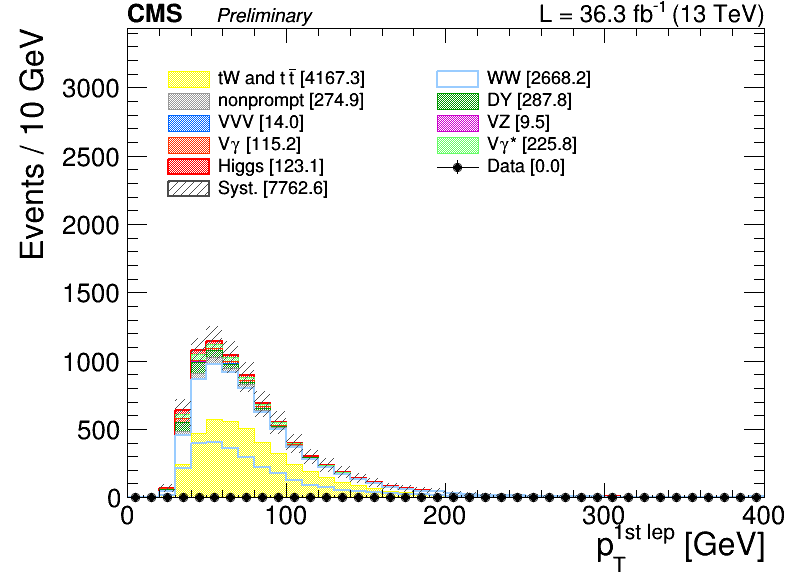 CMS Preliminary L = 36.3 fb⁻¹ (13 TeV)
Events / 10 GeV
tW and tt̄ [4167.3]
WW [2668.2]
nonprompt [274.9]
DY [287.8]
VVV [14.0]
VZ [9.5]
Vγ [115.2]
Vγ* [225.8]
Higgs [123.1]
Data [0.0]
Syst. [7762.6]
3000
2500
2000
1500
1000
500
0
0 100 200 300 400
p_T^1st lep [GeV]